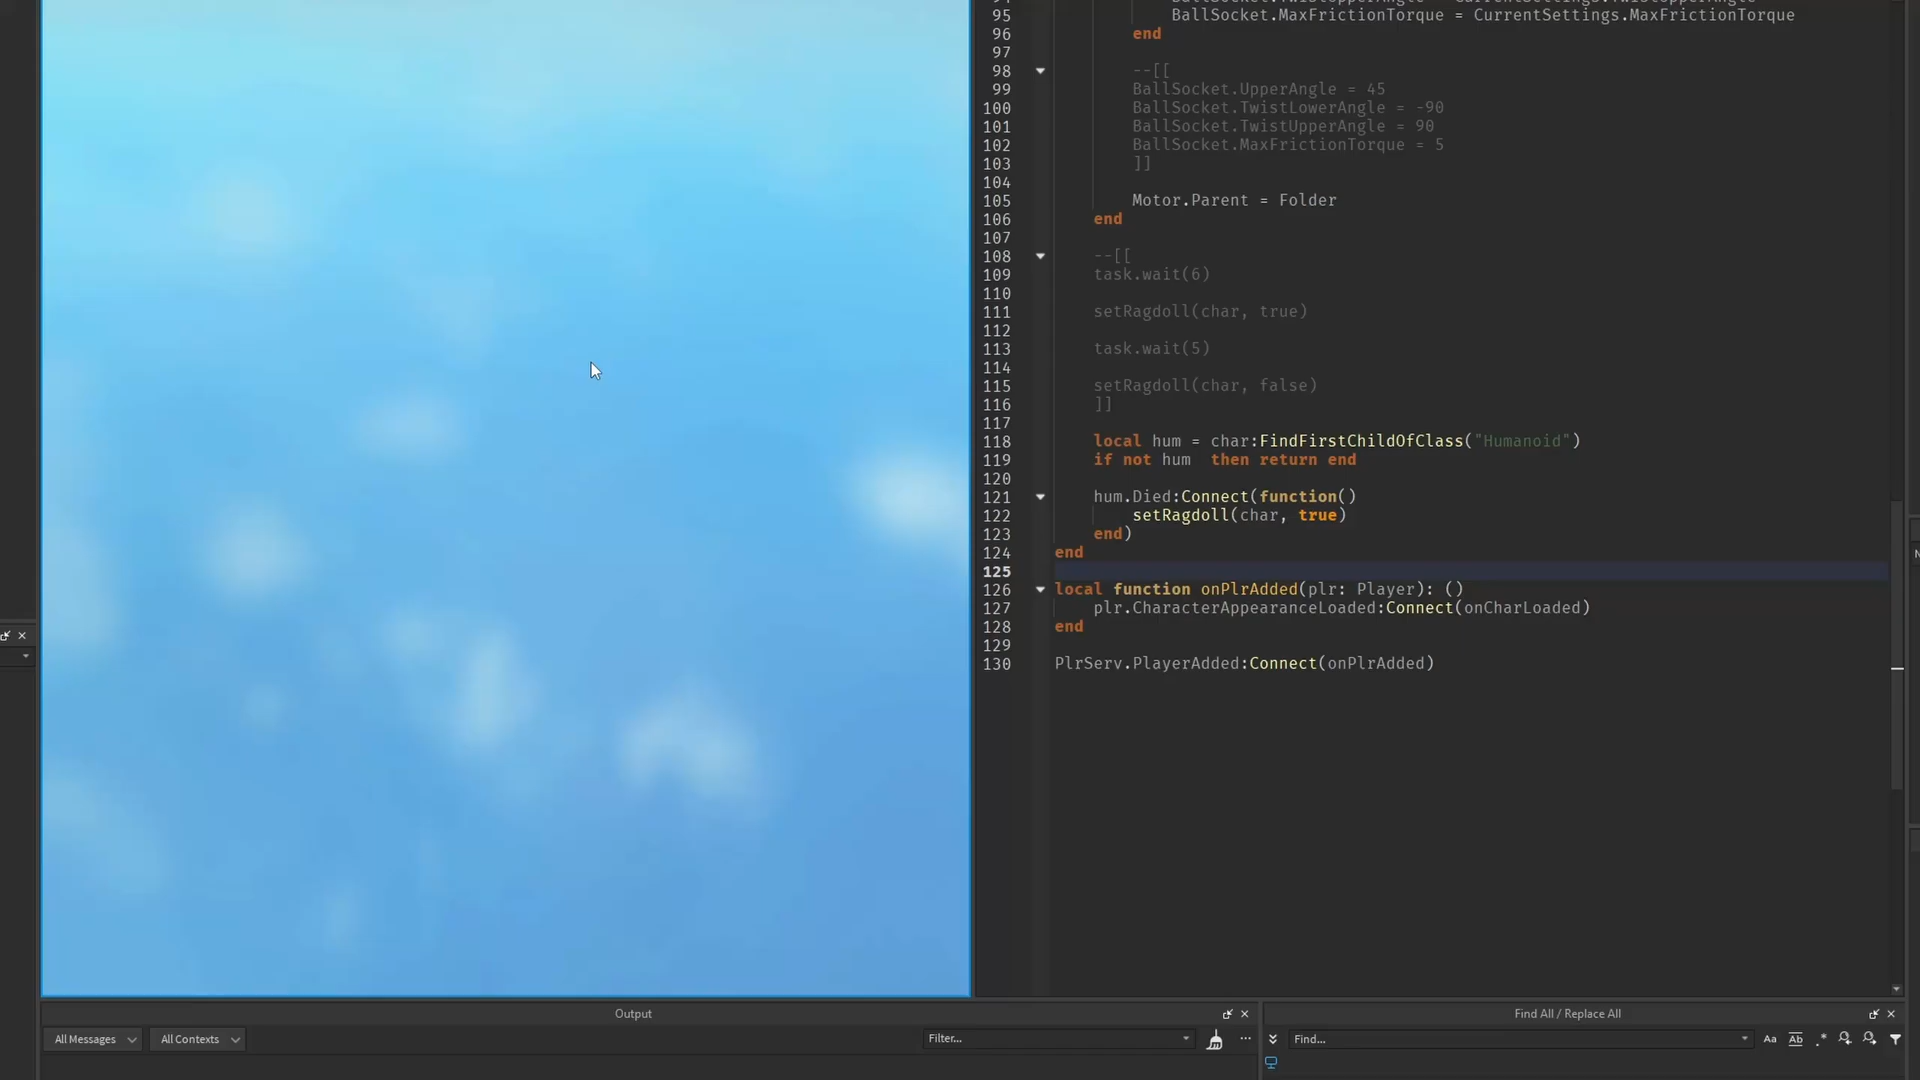 95 BallSocket.MaxFrictionTorque = CurrentSettings.MaxFrictionTorque
96 end
97
98 --[[
99 BallSocket.UpperAngle = 45
100 BallSocket.TwistLowerAngle = -90
101 BallSocket.TwistUpperAngle = 90
102 BallSocket.MaxFrictionTorque = 5
103 ]]
104
105 Motor.Parent = Folder
106 end
107
108 --[[
109 task.wait(6)
110
111 setRagdoll(char, true)
112
113 task.wait(5)
114
115 setRagdoll(char, false)
116 ]]
117
118 local hum = char:FindFirstChildOfClass("Humanoid")
119 if not hum  then return end
120
121 hum.Died:Connect(function()
122 setRagdoll(char, true)
123 end)
124 end
125
126 local function onPlrAdded(plr: Player): ()
127 plr.CharacterAppearanceLoaded:Connect(onCharLoaded)
128 end
129
130 PlrServ.PlayerAdded:Connect(onPlrAdded)
Output
All Messages All Contexts Filter...
Find All / Replace All
Find... Aa Ab .*